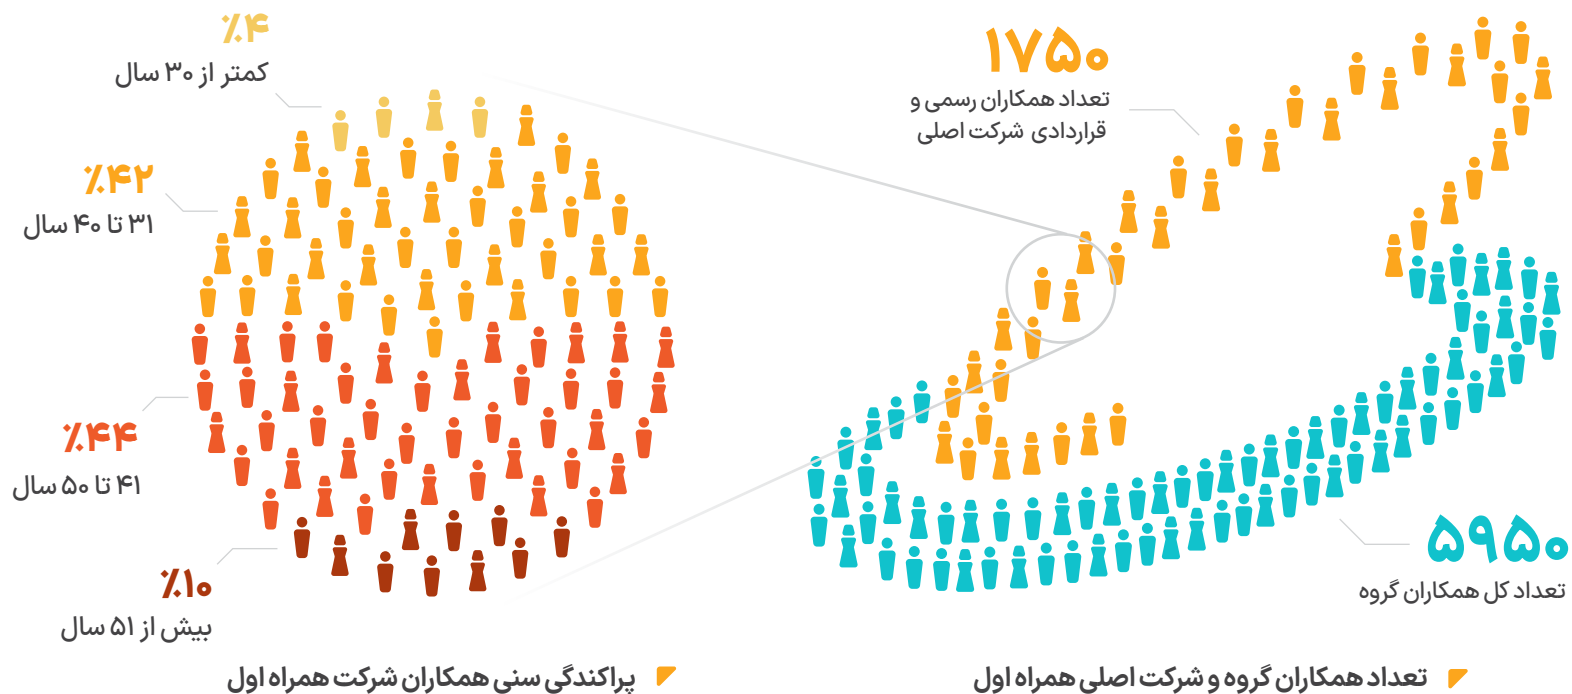 ۱۷۵۰
تعداد همکاران رسمی و
قراردادی شرکت اصلی
۵۹۵۰
تعداد کل همکاران گروه
تعداد همکاران گروه و شرکت اصلی همراه اول
٪۴
کمتر از ۳۰ سال
٪۴۲
۳۱ تا ۴۰ سال
٪۴۴
۴۱ تا ۵۰ سال
٪۱۰
بیش از ۵۱ سال
پراکندگی سنی همکاران شرکت همراه اول